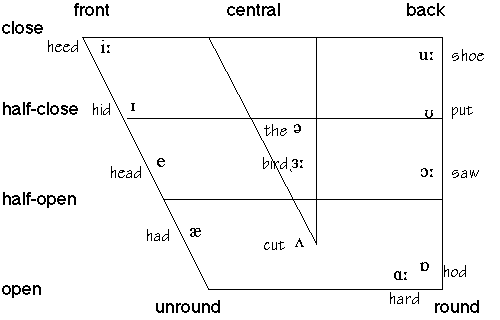 front central back
close
heed iː uː shoe
half-close hid ɪ ʊ put
the ə
bird ɜː
head e ɔː saw
half-open
had æ
cut ʌ
ɑː ɒ hod
open hard
unround round